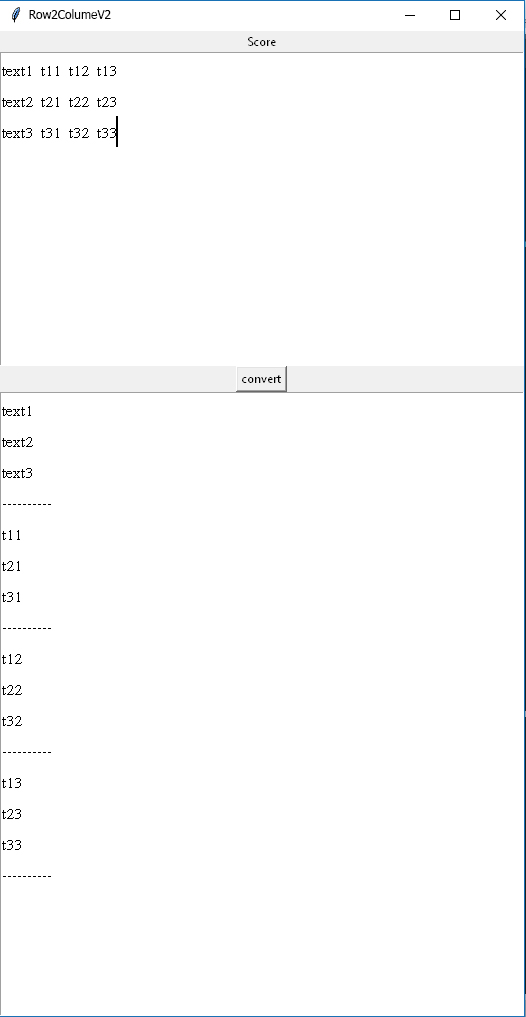 Row2ColumeV2
Score
text1 t11 t12 t13
text2 t21 t22 t23
text3 t31 t32 t33
convert
text1
text2
text3
----------
t11
t21
t31
----------
t12
t22
t32
----------
t13
t23
t33
----------